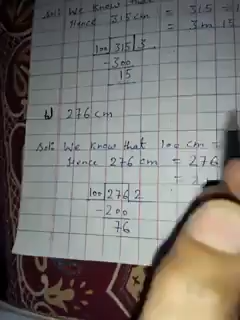 Sol: We know that
Hence 315 cm = 315
= 3 m 15
100 315 3
- 300
15
b) 276 cm
Sol: We know that 100 cm =
Hence 276 cm = 276
= 2
100 276 2
- 200
76